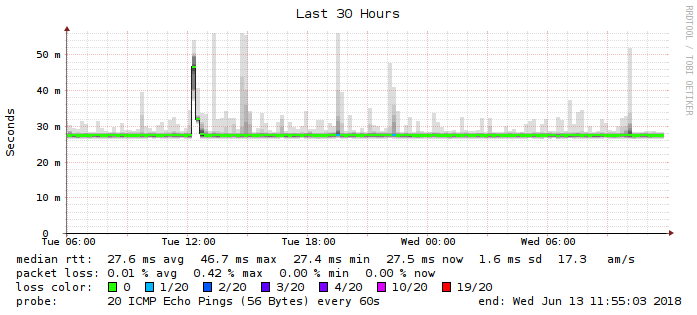 Last 30 Hours
RRDTOOL / TOBI OETIKER
Seconds
50 m
40 m
30 m
20 m
10 m
0
Tue 06:00 Tue 12:00 Tue 18:00 Wed 00:00 Wed 06:00
median rtt: 27.6 ms avg 46.7 ms max 27.4 ms min 27.5 ms now 1.6 ms sd 17.3 am/s
packet loss: 0.01 % avg 0.42 % max 0.00 % min 0.00 % now
loss color: 0 1/20 2/20 3/20 4/20 10/20 19/20
probe: 20 ICMP Echo Pings (56 Bytes) every 60s end: Wed Jun 13 11:55:03 2018